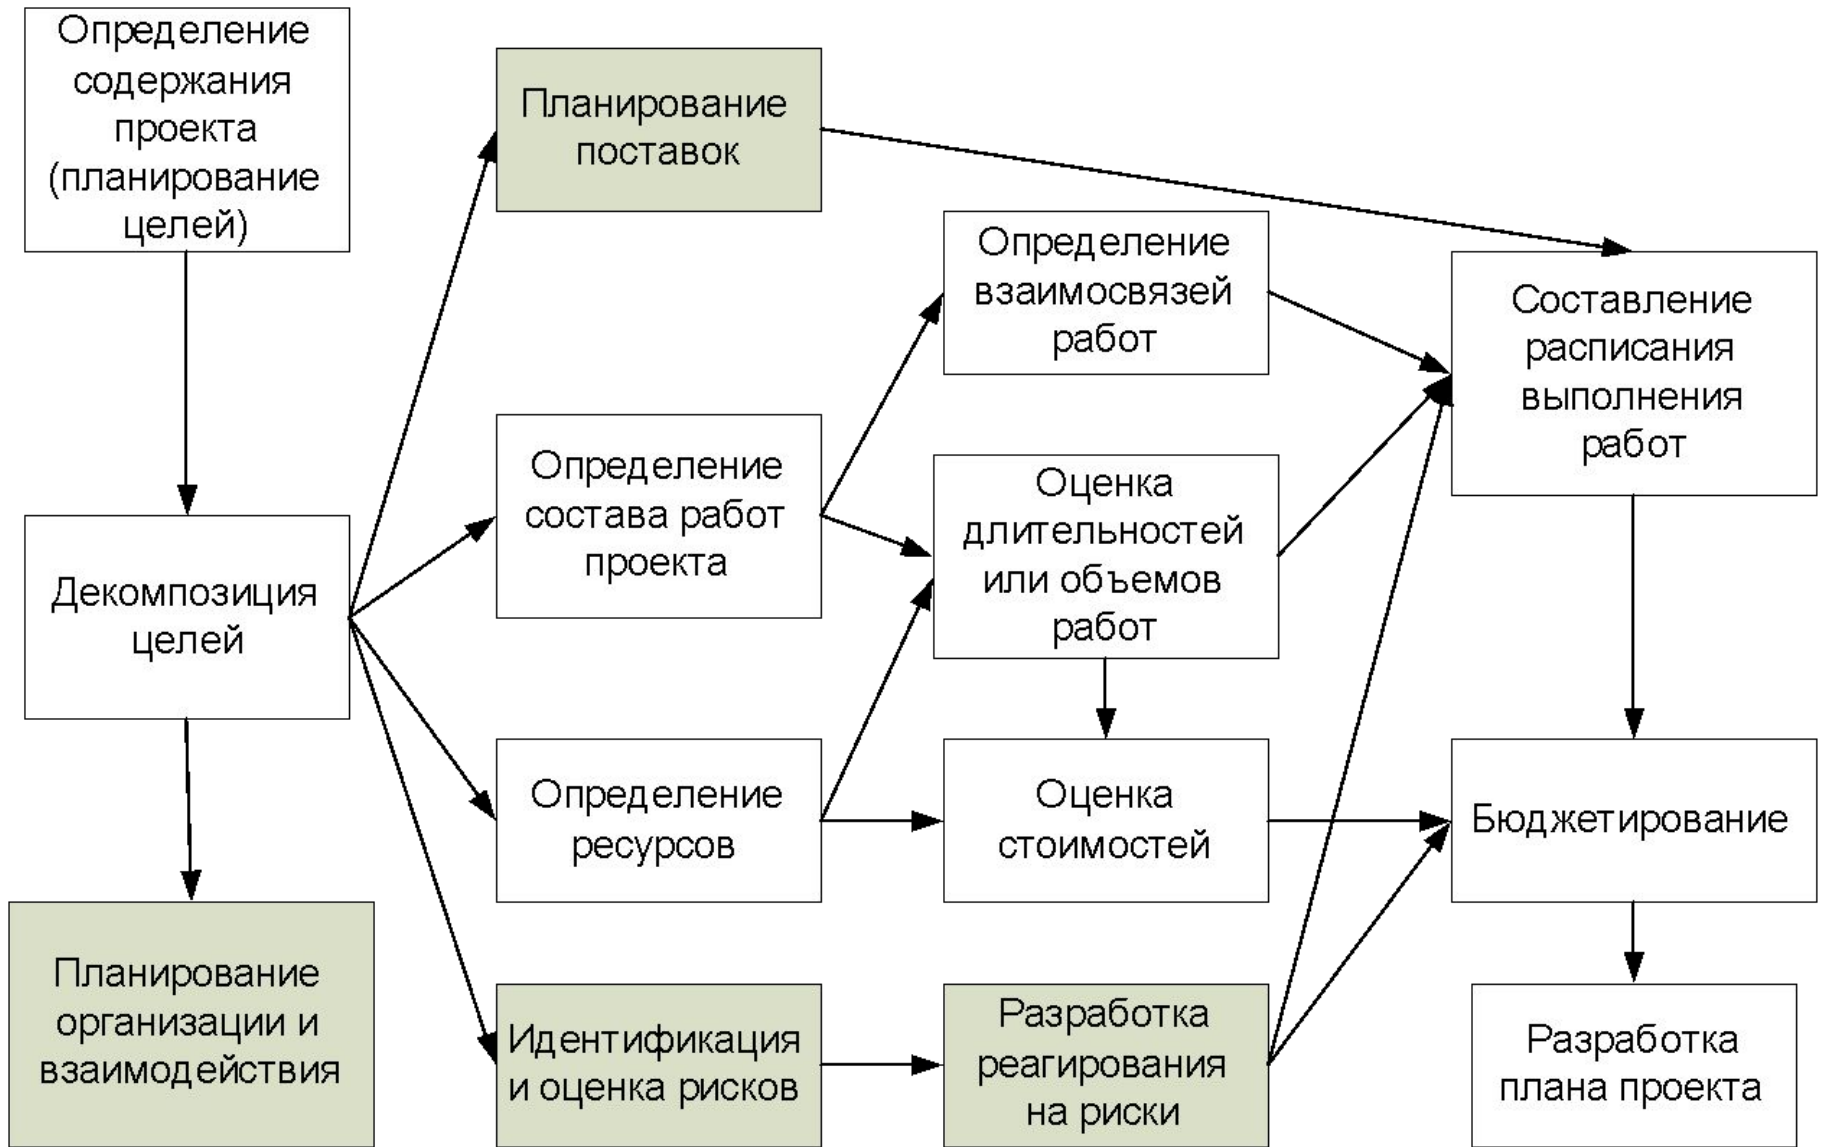 Определение
содержания
проекта
(планирование
целей)
Планирование
поставок
Определение
взаимосвязей
работ
Составление
расписания
выполнения
работ
Определение
состава работ
проекта
Оценка
длительностей
или объемов
работ
Декомпозиция
целей
Определение
ресурсов
Оценка
стоимостей
Бюджетирование
Планирование
организации и
взаимодействия
Идентификация
и оценка рисков
Разработка
реагирования
на риски
Разработка
плана проекта